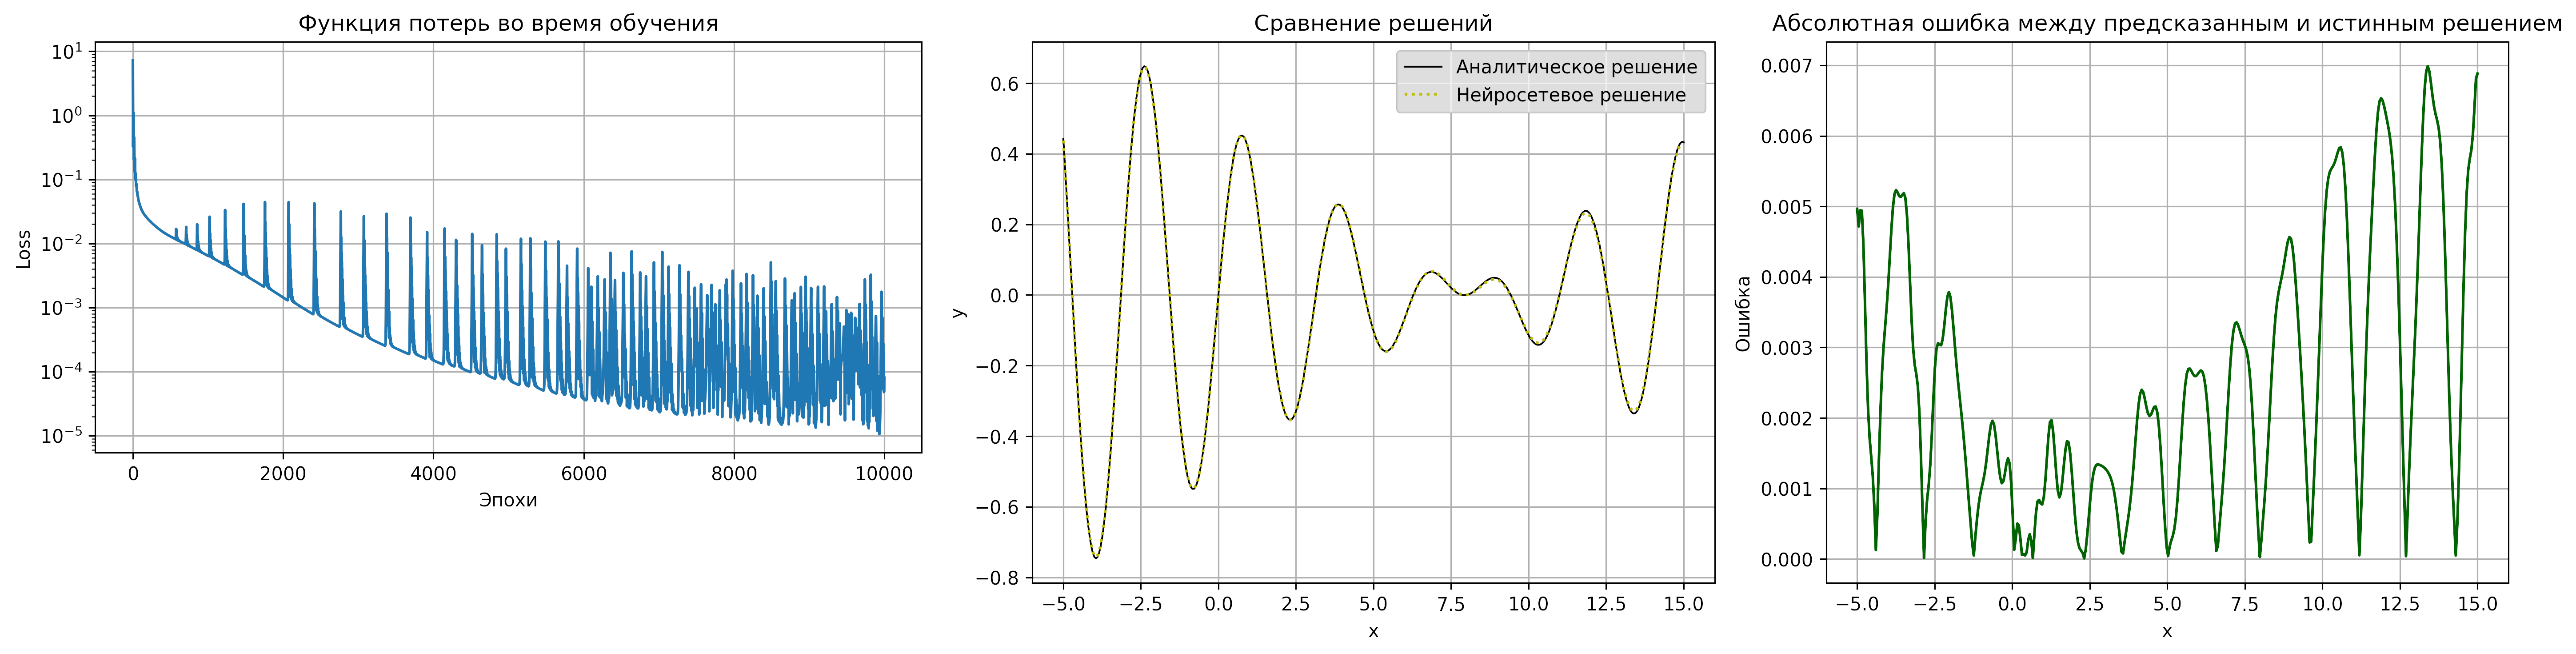 Функция потерь во время обучения
10¹
10⁰
10⁻¹
10⁻²
10⁻³
10⁻⁴
10⁻⁵
Loss
0 2000 4000 6000 8000 10000
Эпохи
Сравнение решений
Аналитическое решение
Нейросетевое решение
0.6
0.4
0.2
0.0
−0.2
−0.4
−0.6
−0.8
y
−5.0 −2.5 0.0 2.5 5.0 7.5 10.0 12.5 15.0
x
Абсолютная ошибка между предсказанным и истинным решением
0.007
0.006
0.005
0.004
0.003
0.002
0.001
0.000
Ошибка
−5.0 −2.5 0.0 2.5 5.0 7.5 10.0 12.5 15.0
x